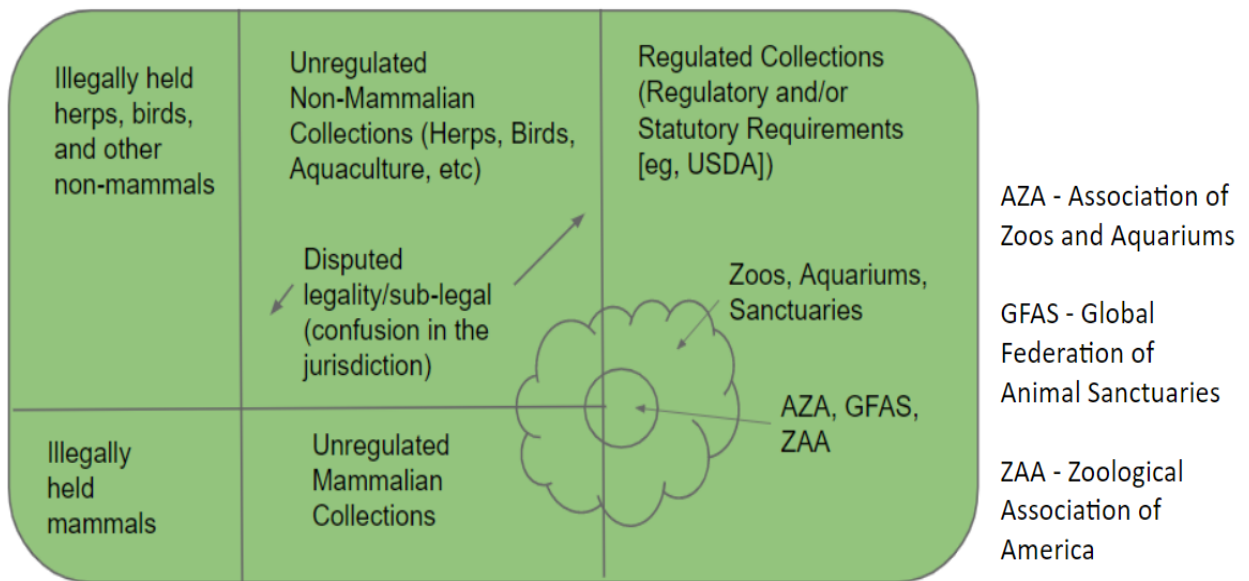 Illegally held
herps, birds,
and other
non-mammals
Unregulated
Non-Mammalian
Collections (Herps, Birds,
Aquaculture, etc)
Regulated Collections
(Regulatory and/or
Statutory Requirements
[eg, USDA])
Disputed
legality/sub-legal
(confusion in the
jurisdiction)
Zoos, Aquariums,
Sanctuaries
AZA, GFAS,
ZAA
Illegally
held
mammals
Unregulated
Mammalian
Collections
AZA - Association of
Zoos and Aquariums
GFAS - Global
Federation of
Animal Sanctuaries
ZAA - Zoological
Association of
America